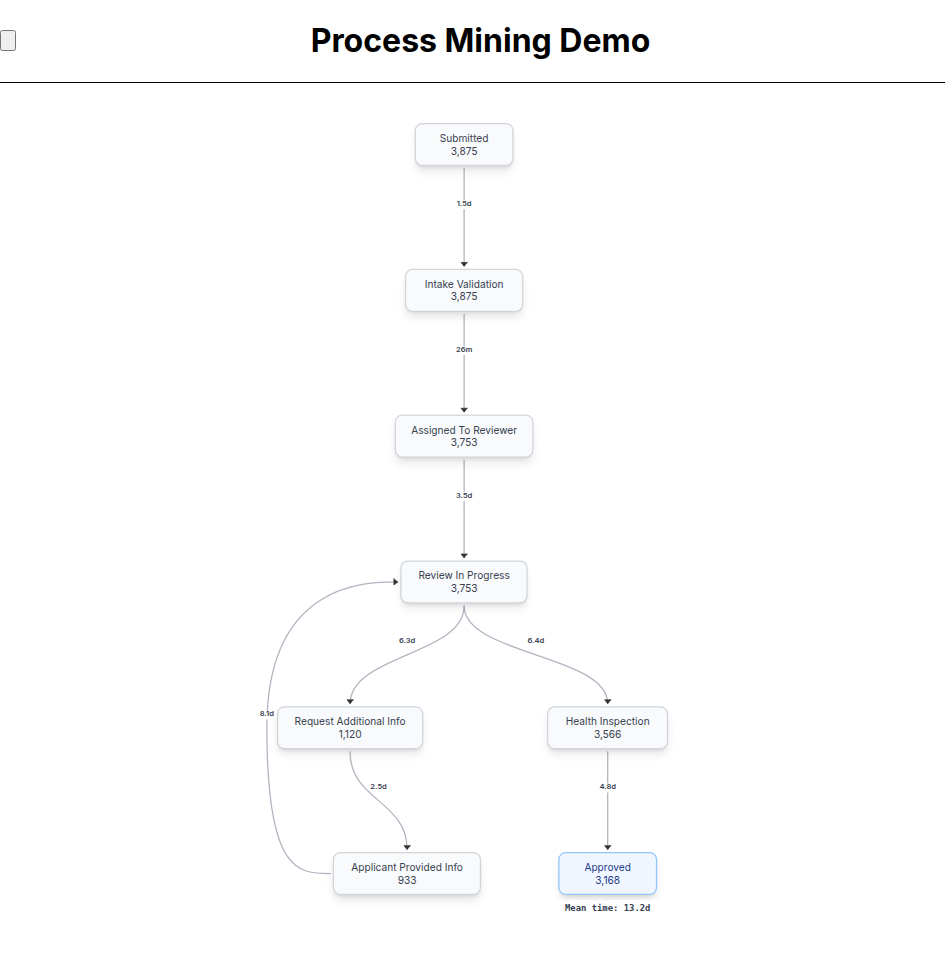 Process Mining Demo
Submitted
3,875
1.5d
Intake Validation
3,875
26m
Assigned To Reviewer
3,753
3.5d
Review In Progress
3,753
6.3d
6.4d
8.1d
Request Additional Info
1,120
Health Inspection
3,566
2.5d
4.8d
Applicant Provided Info
933
Approved
3,168
Mean time: 13.2d